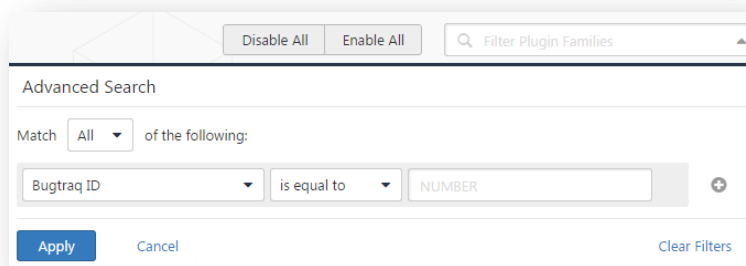 Disable All Enable All Filter Plugin Families
Advanced Search
Match All of the following:
Bugtraq ID is equal to NUMBER
Apply Cancel Clear Filters